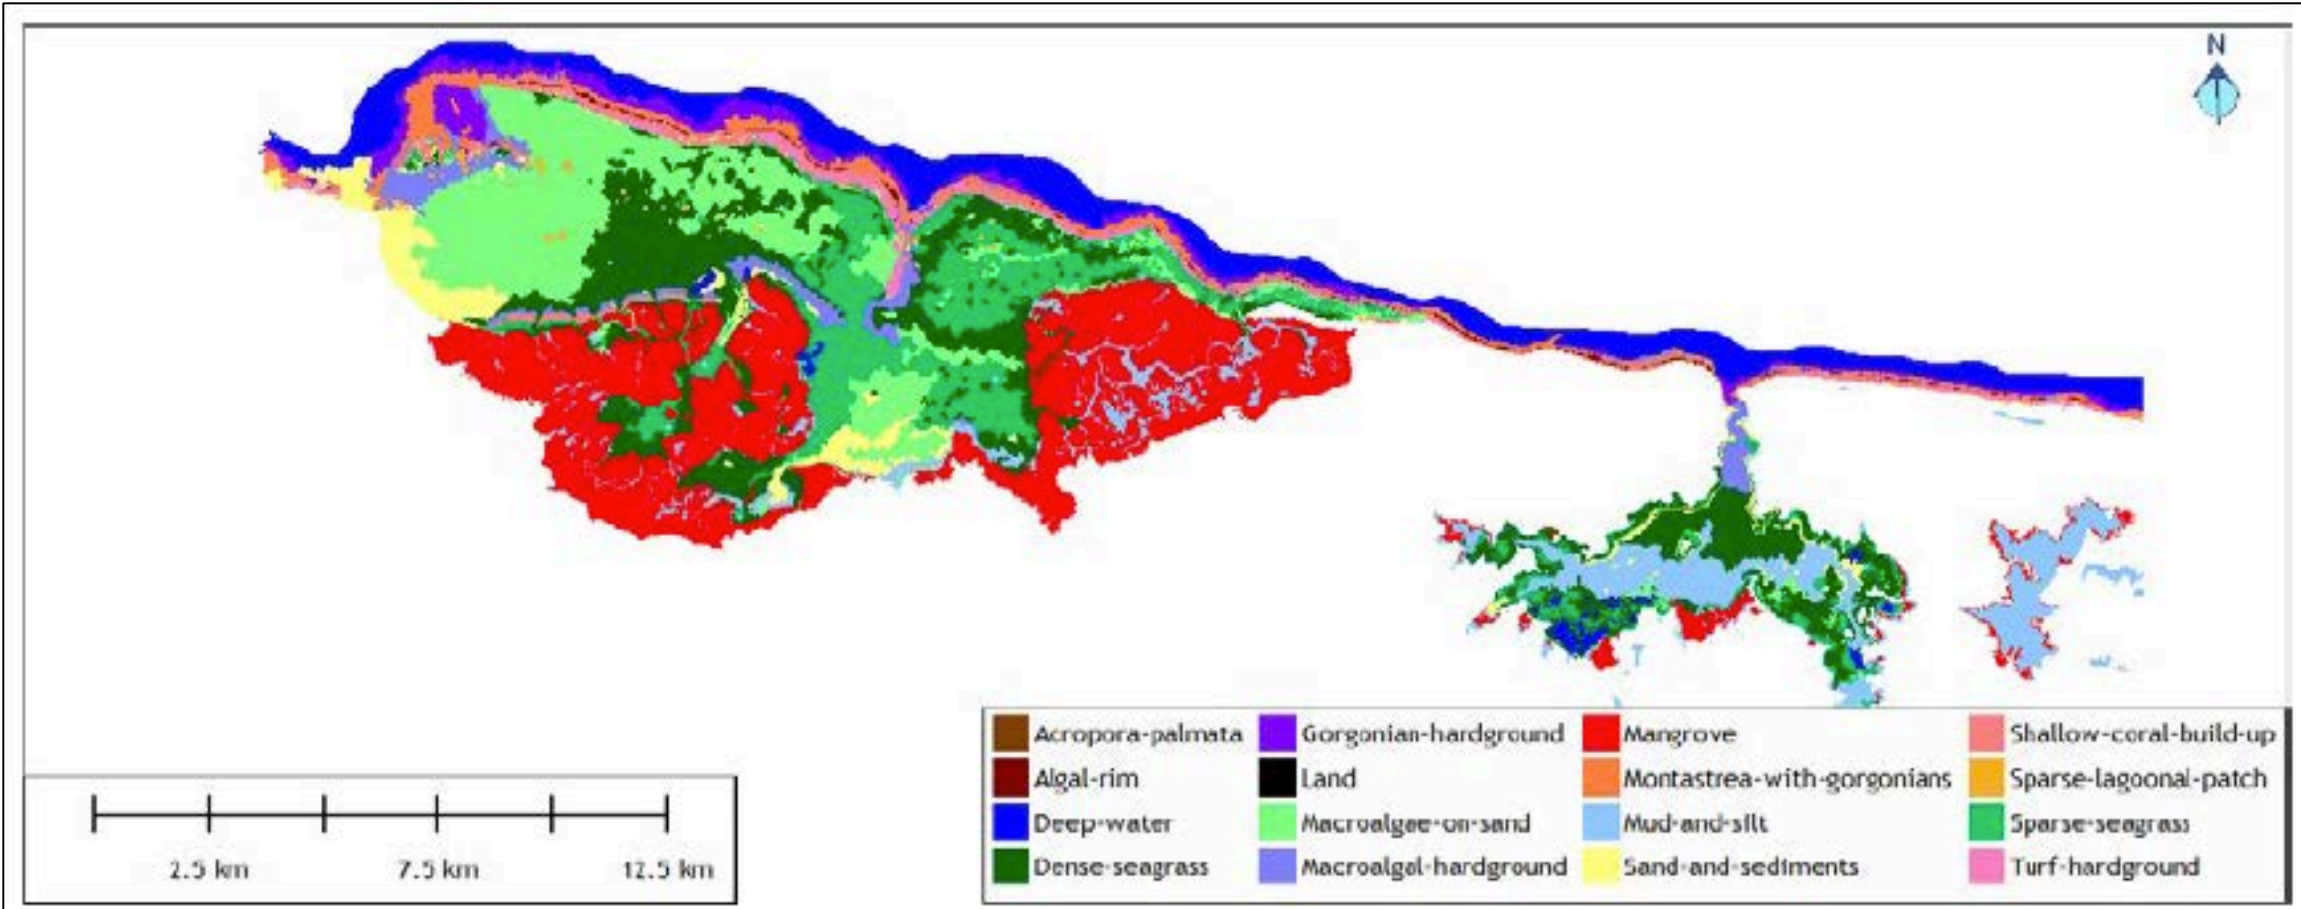 N
Acropora-palmata Gorgonian-hardground Mangrove Shallow-coral-build-up
Algal-rim Land Montastrea-with-gorgonians Sparse-lagoonal-patch
Deep-water Macroalgae-on-sand Mud-and-silt Sparse-seagrass
Dense-seagrass Macroalgal-hardground Sand-and-sediments Turf-hardground
2.5 km 7.5 km 12.5 km